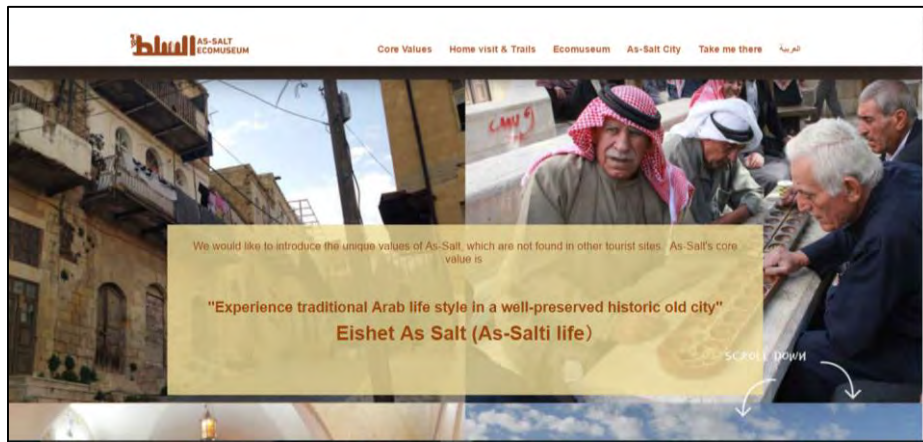 السلط
AS-SALT
ECOMUSEUM
Core Values Home visit & Trails Ecomuseum As-Salt City Take me there العربية
We would like to introduce the unique values of As-Salt, which are not found in other tourist sites. As-Salt's core
value is
"Experience traditional Arab life style in a well-preserved historic old city"
Eishet As Salt (As-Salti life)
SCROLL DOWN